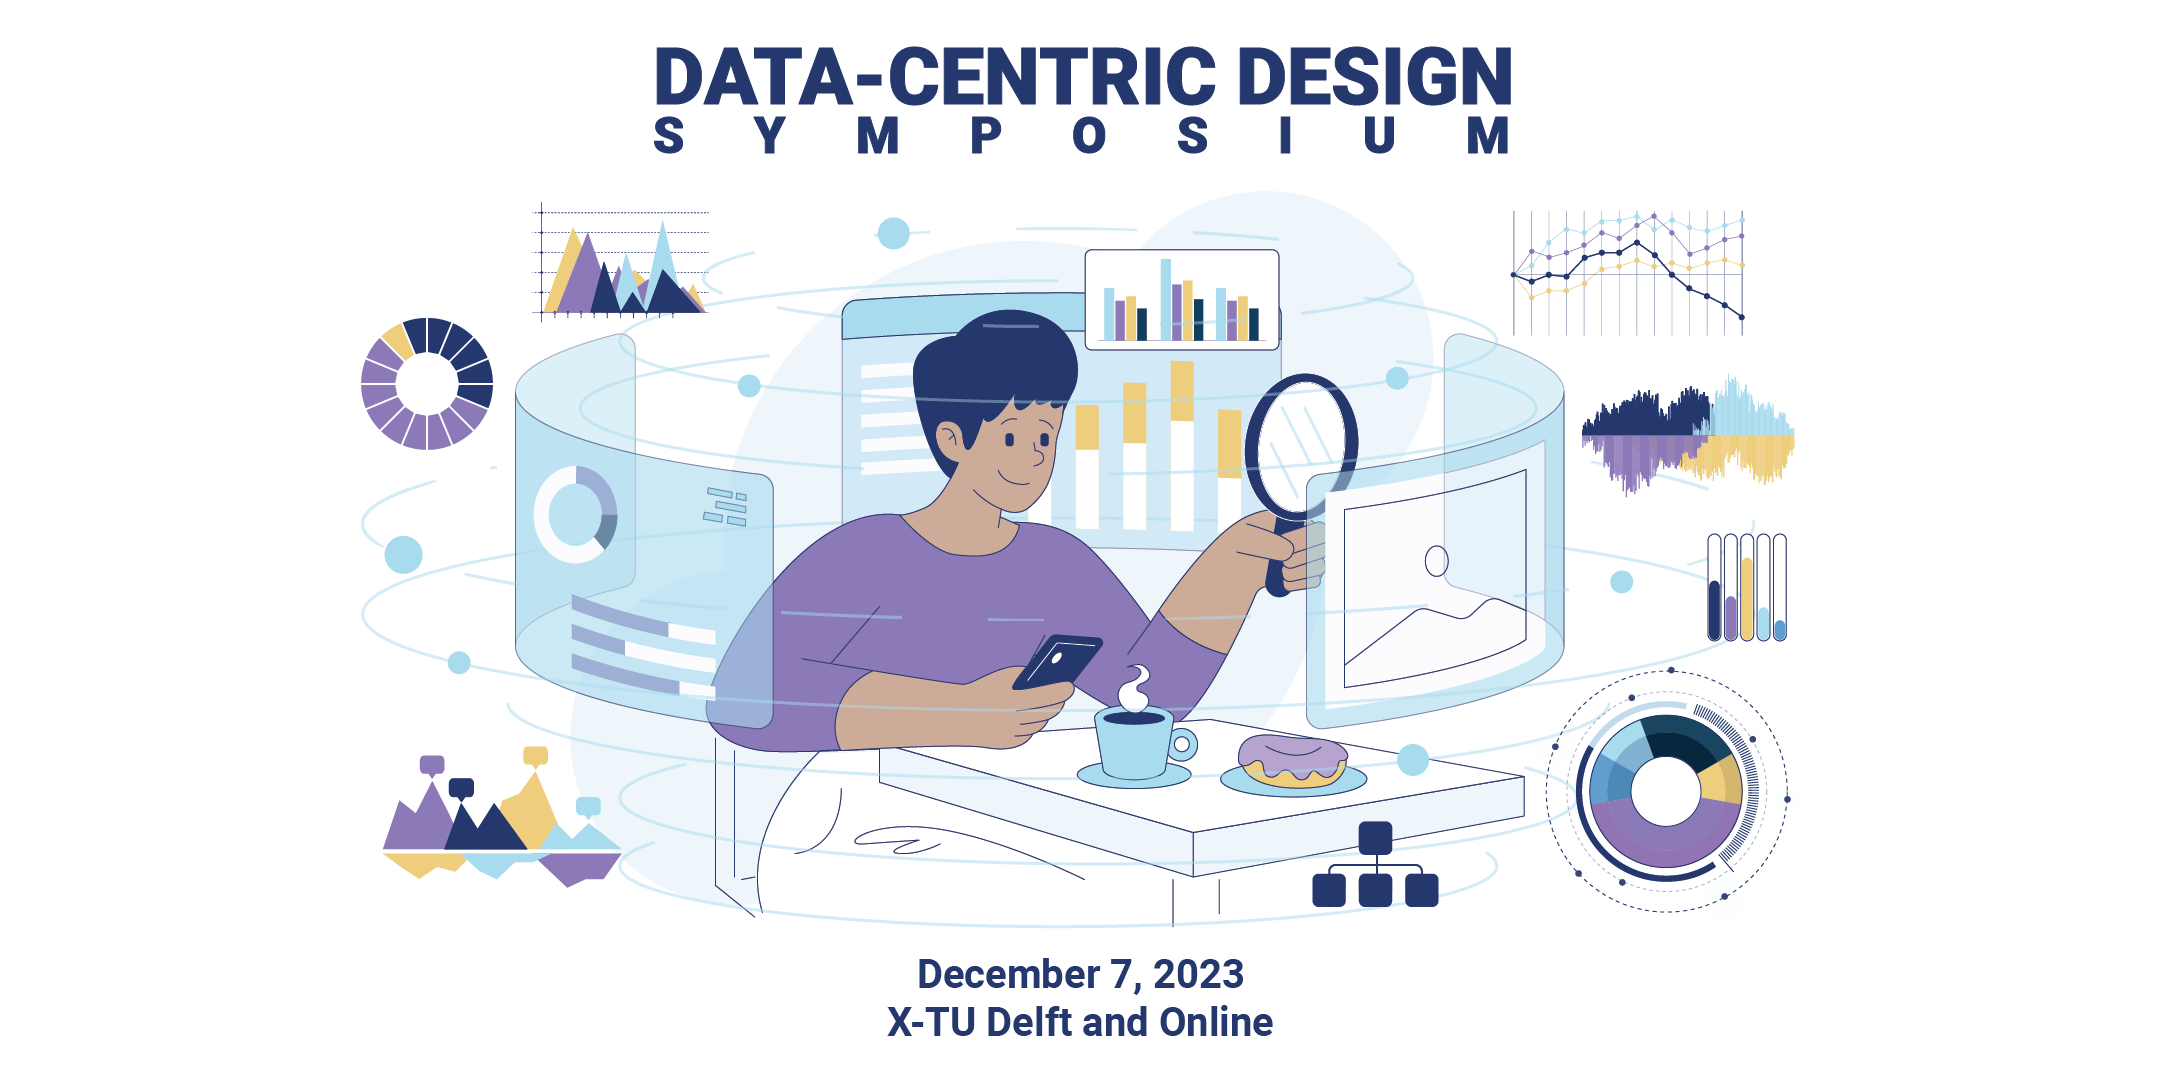 DATA-CENTRIC DESIGN
SYMPOSIUM
December 7, 2023
X-TU Delft and Online